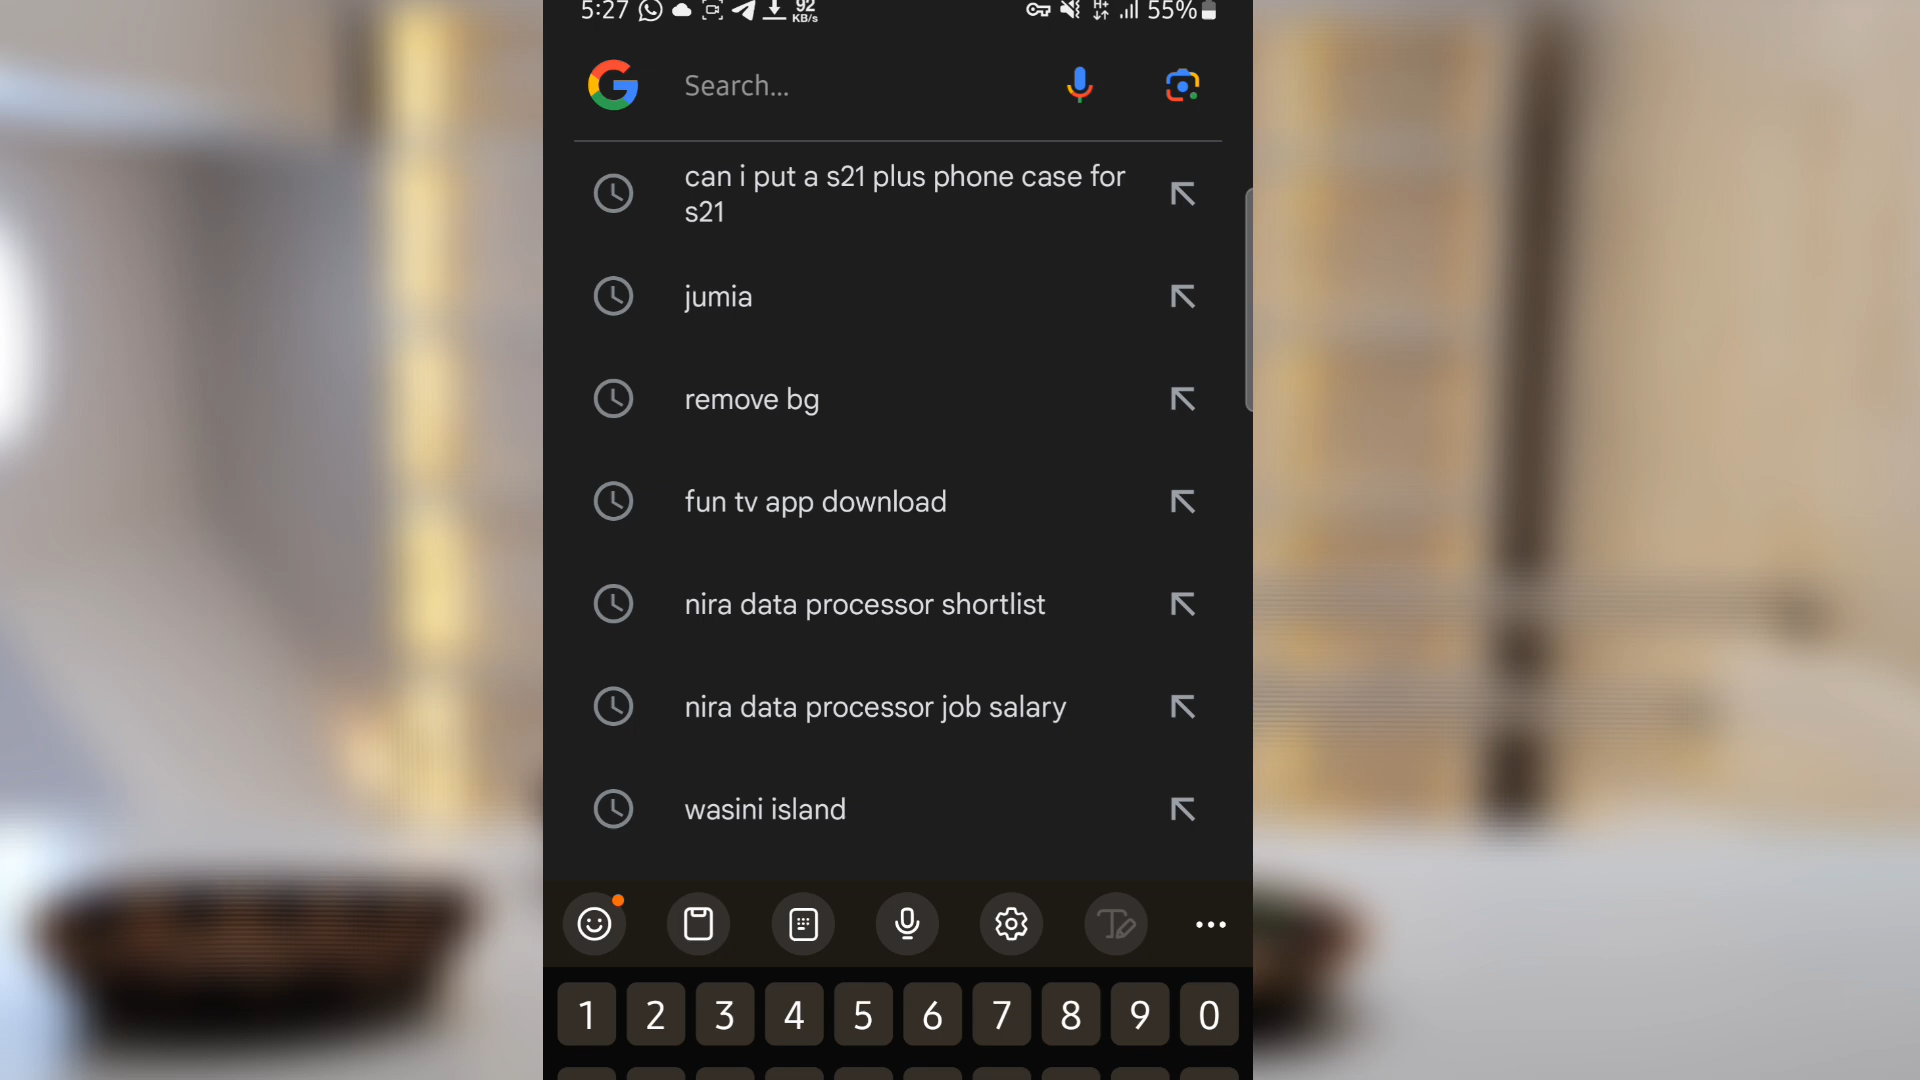 5:27 92 KB/s H+ 55%
Search...
can i put a s21 plus phone case for
s21
jumia
remove bg
fun tv app download
nira data processor shortlist
nira data processor job salary
wasini island
1 2 3 4 5 6 7 8 9 0